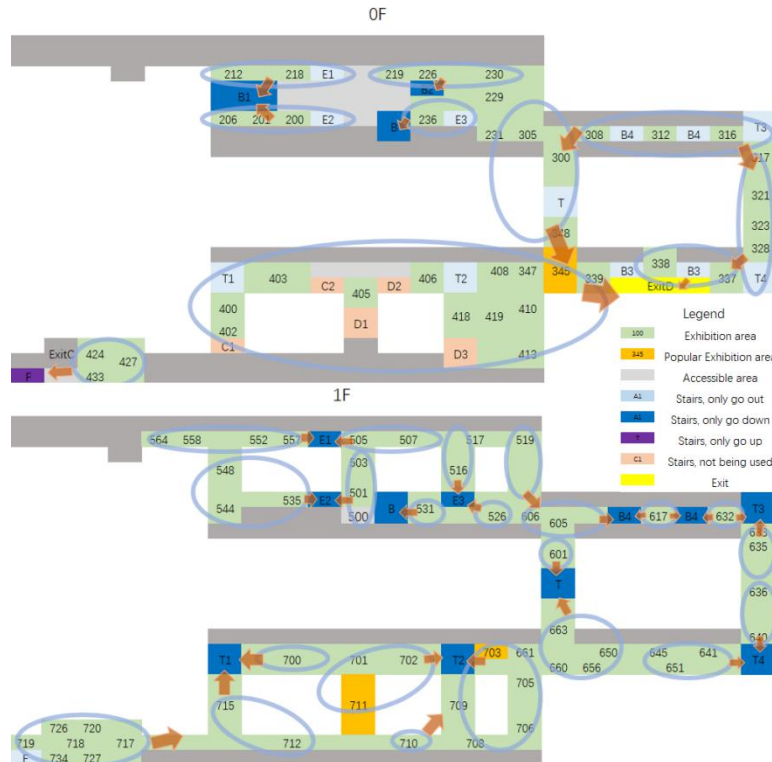 0F
212 218 E1 219 226 230
B1 229
206 201 200 E2 B 236 E3
231 305 308 B4 312 B4 316 T3
300 317
T 321
323
328
T1 403 C2 D2 406 T2 408 347 345 339 B3 338 B3 337 T4
ExitD
400 405 418 419 410
402 D1
C1 D3 413
ExitC 424 427
F 433
Legend
100 Exhibition area
345 Popular Exhibition area
Accessible area
A1 Stairs, only go out
A1 Stairs, only go down
T Stairs, only go up
C1 Stairs, not being used
Exit
1F
564 558 552 557 E1 505 507 517 519
548 503 516
544 535 E2 501 E3
500 B 531 526 606 605 B4 617 B4 632 T3
601 635
T 636
663 640
T1 700 701 702 T2 703 661 660 656 650 645 651 641 T4
715 711 709 705
706
712 710 708
726 720
719 718 717
F 734 727